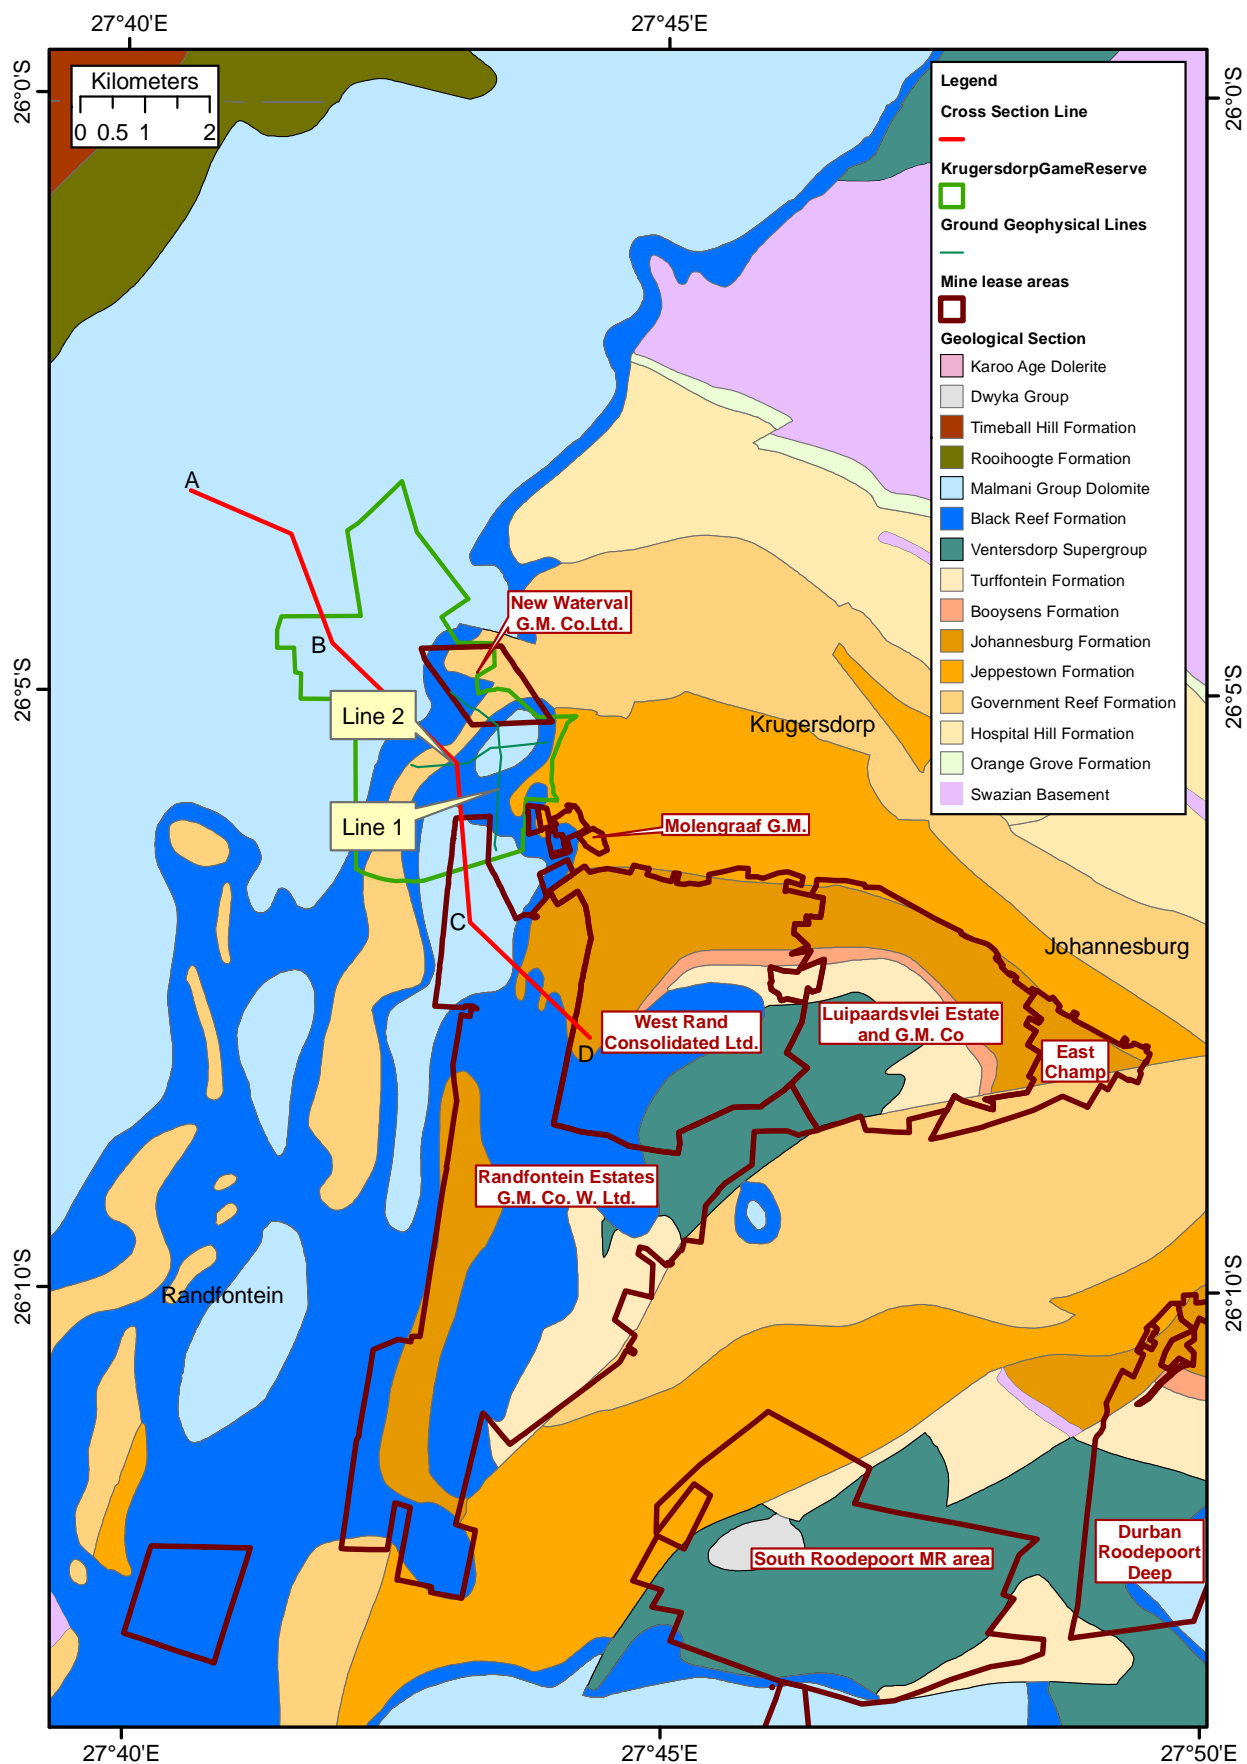 27°40'E
27°45'E
26°0'S
26°0'S
Kilometers
0 0.5 1 2
Legend
Cross Section Line
KrugersdorpGameReserve
Ground Geophysical Lines
Mine lease areas
Geological Section
Karoo Age Dolerite
Dwyka Group
Timeball Hill Formation
Rooihoogte Formation
Malmani Group Dolomite
Black Reef Formation
Ventersdorp Supergroup
Turffontein Formation
Booysens Formation
Johannesburg Formation
Jeppestown Formation
Government Reef Formation
Hospital Hill Formation
Orange Grove Formation
Swazian Basement
A
B
New Waterval
G.M. Co.Ltd.
26°5'S
26°5'S
Line 2
Krugersdorp
Line 1
Molengraaf G.M.
C
Johannesburg
D
West Rand
Consolidated Ltd.
Luipaardsvlei Estate
and G.M. Co
East
Champ
Randfontein Estates
G.M. Co. W. Ltd.
26°10'S
26°10'S
Randfontein
South Roodepoort MR area
Durban
Roodepoort
Deep
27°40'E
27°45'E
27°50'E